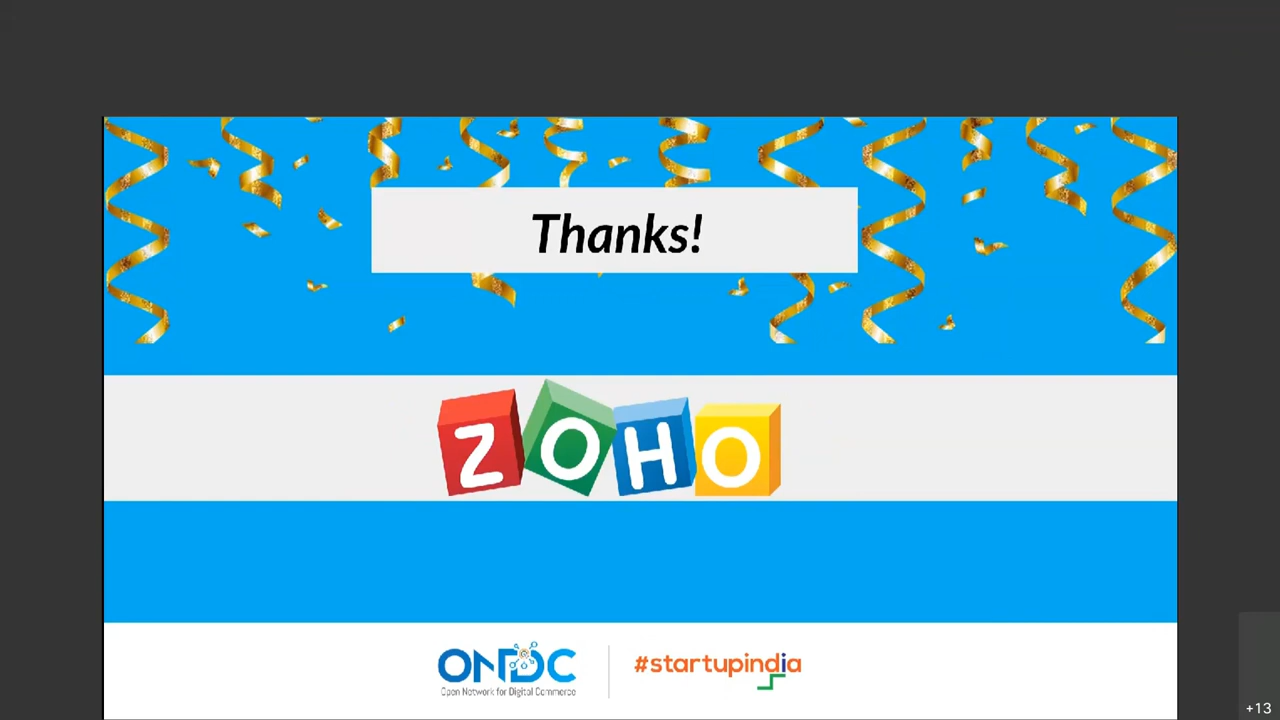 Thanks!
ZOHO
ONDC
Open Network for Digital Commerce
#startupindia
+13